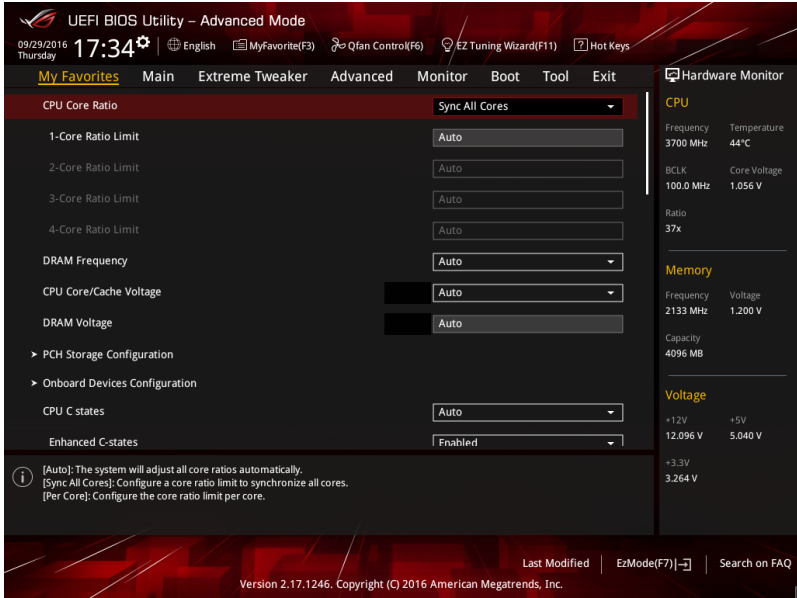 UEFI BIOS Utility – Advanced Mode
09/29/2016
Thursday
17:34
English
MyFavorite(F3)
Qfan Control(F6)
EZ Tuning Wizard(F11)
? Hot Keys
My Favorites Main Extreme Tweaker Advanced Monitor Boot Tool Exit
CPU Core Ratio Sync All Cores
1-Core Ratio Limit Auto
2-Core Ratio Limit Auto
3-Core Ratio Limit Auto
4-Core Ratio Limit Auto
DRAM Frequency Auto
CPU Core/Cache Voltage Auto
DRAM Voltage Auto
> PCH Storage Configuration
> Onboard Devices Configuration
CPU C states Auto
Enhanced C-states Enabled
[Auto]: The system will adjust all core ratios automatically.
[Sync All Cores]: Configure a core ratio limit to synchronize all cores.
[Per Core]: Configure the core ratio limit per core.
Hardware Monitor
CPU
Frequency Temperature
3700 MHz 44°C
BCLK Core Voltage
100.0 MHz 1.056 V
Ratio
37x
Memory
Frequency Voltage
2133 MHz 1.200 V
Capacity
4096 MB
Voltage
+12V +5V
12.096 V 5.040 V
+3.3V
3.264 V
Last Modified
EzMode(F7)
Search on FAQ
Version 2.17.1246. Copyright (C) 2016 American Megatrends, Inc.